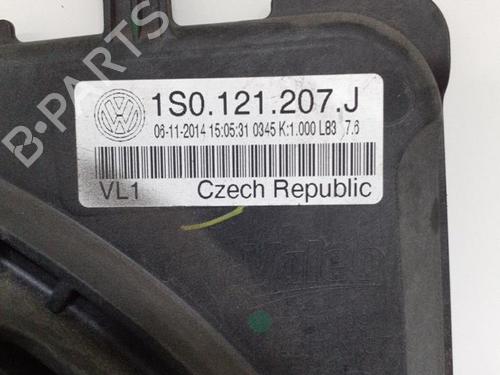 B-PARTS
1S0.121.207.J
06-11-2014 15:05:31 0345 K:1.000 L83 7.6
VL1 Czech Republic
Valeo